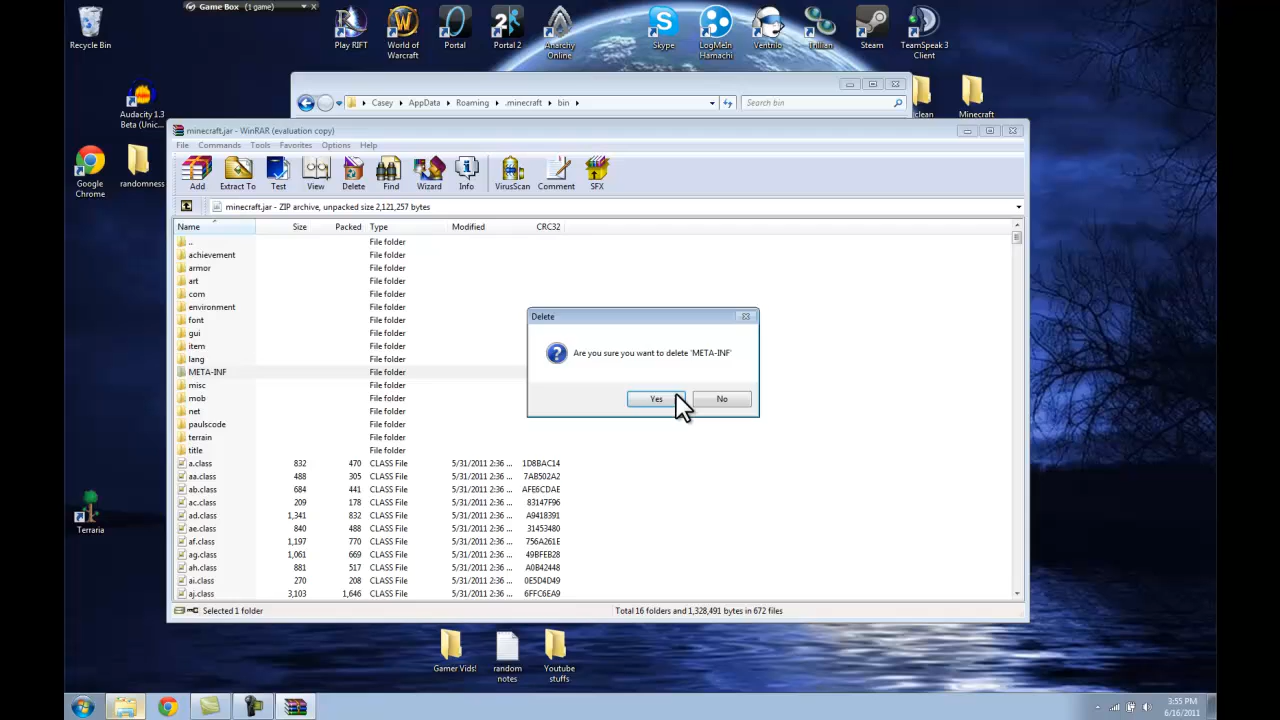 Game Box (1 game)
Recycle Bin
Play RIFT
World of Warcraft
Portal
Portal 2
Anarchy Online
Skype
LogMeIn Hamachi
Ventrilo
Trillian
Steam
TeamSpeak 3 Client
Audacity 1.3 Beta (Unic...
Google Chrome
randomness
clean
Minecraft
Casey AppData Roaming .minecraft bin
Search bin
minecraft.jar - WinRAR (evaluation copy)
File Commands Tools Favorites Options Help
Add Extract To Test View Delete Find Wizard Info VirusScan Comment SFX
minecraft.jar - ZIP archive, unpacked size 2,121,257 bytes
Name Size Packed Type Modified CRC32
.. File folder
achievement File folder
armor File folder
art File folder
com File folder
environment File folder
font File folder
gui File folder
item File folder
lang File folder
META-INF File folder
misc File folder
mob File folder
net File folder
paulscode File folder
terrain File folder
title File folder
a.class 832 470 CLASS File 5/31/2011 2:36 ... 1D8BAC14
aa.class 488 305 CLASS File 5/31/2011 2:36 ... 7AB502A2
ab.class 684 441 CLASS File 5/31/2011 2:36 ... AFE6CDAE
ac.class 209 178 CLASS File 5/31/2011 2:36 ... 83147F96
ad.class 1,341 832 CLASS File 5/31/2011 2:36 ... A9418391
ae.class 840 488 CLASS File 5/31/2011 2:36 ... 31453480
af.class 1,197 770 CLASS File 5/31/2011 2:36 ... 756A261E
ag.class 1,061 669 CLASS File 5/31/2011 2:36 ... 49BFEB28
ah.class 881 517 CLASS File 5/31/2011 2:36 ... A0B42448
ai.class 270 208 CLASS File 5/31/2011 2:36 ... 0E5D4D49
aj.class 3,103 1,646 CLASS File 5/31/2011 2:36 ... 6FFC6EA9
Delete
Are you sure you want to delete 'META-INF'
Yes No
Selected 1 folder
Total 16 folders and 1,328,491 bytes in 672 files
Terraria
Gamer Vids!
random notes
Youtube stuffs
3:55 PM
6/16/2011